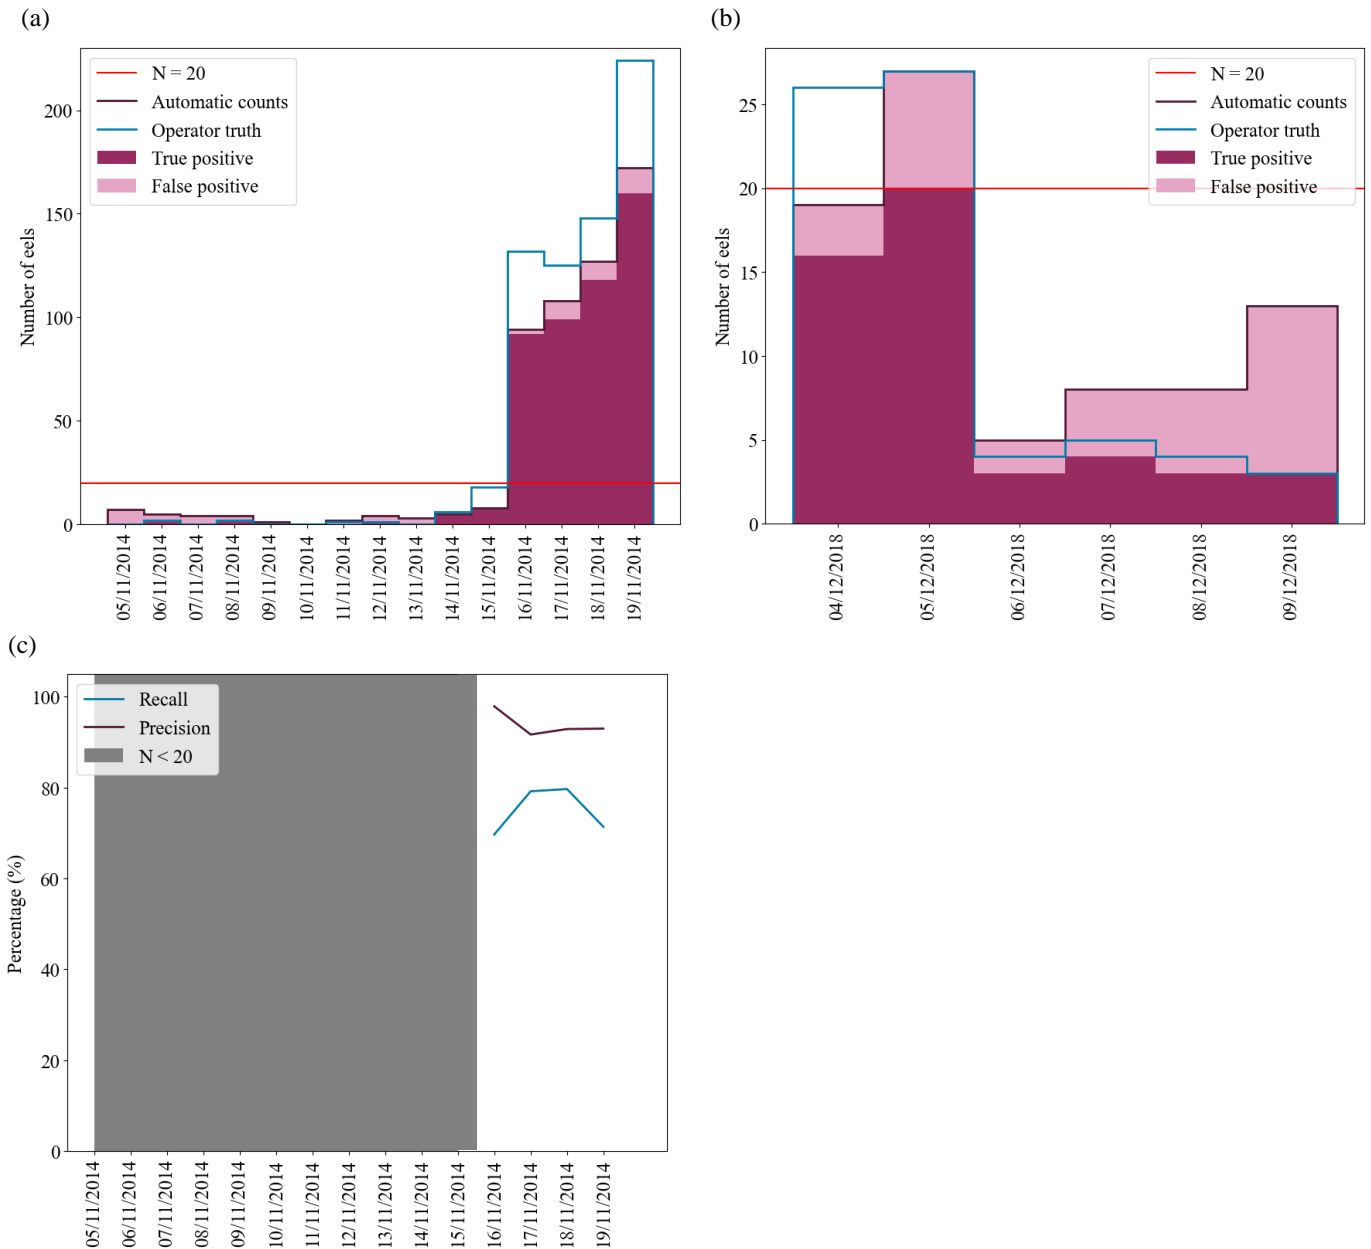 (a)
N = 20
Automatic counts
Operator truth
True positive
False positive
Number of eels
200
150
100
50
0
05/11/2014
06/11/2014
07/11/2014
08/11/2014
09/11/2014
10/11/2014
11/11/2014
12/11/2014
13/11/2014
14/11/2014
15/11/2014
16/11/2014
17/11/2014
18/11/2014
19/11/2014
(b)
N = 20
Automatic counts
Operator truth
True positive
False positive
Number of eels
25
20
15
10
5
0
04/12/2018
05/12/2018
06/12/2018
07/12/2018
08/12/2018
09/12/2018
(c)
Recall
Precision
N < 20
Percentage (%)
100
80
60
40
20
0
05/11/2014
06/11/2014
07/11/2014
08/11/2014
09/11/2014
10/11/2014
11/11/2014
12/11/2014
13/11/2014
14/11/2014
15/11/2014
16/11/2014
17/11/2014
18/11/2014
19/11/2014